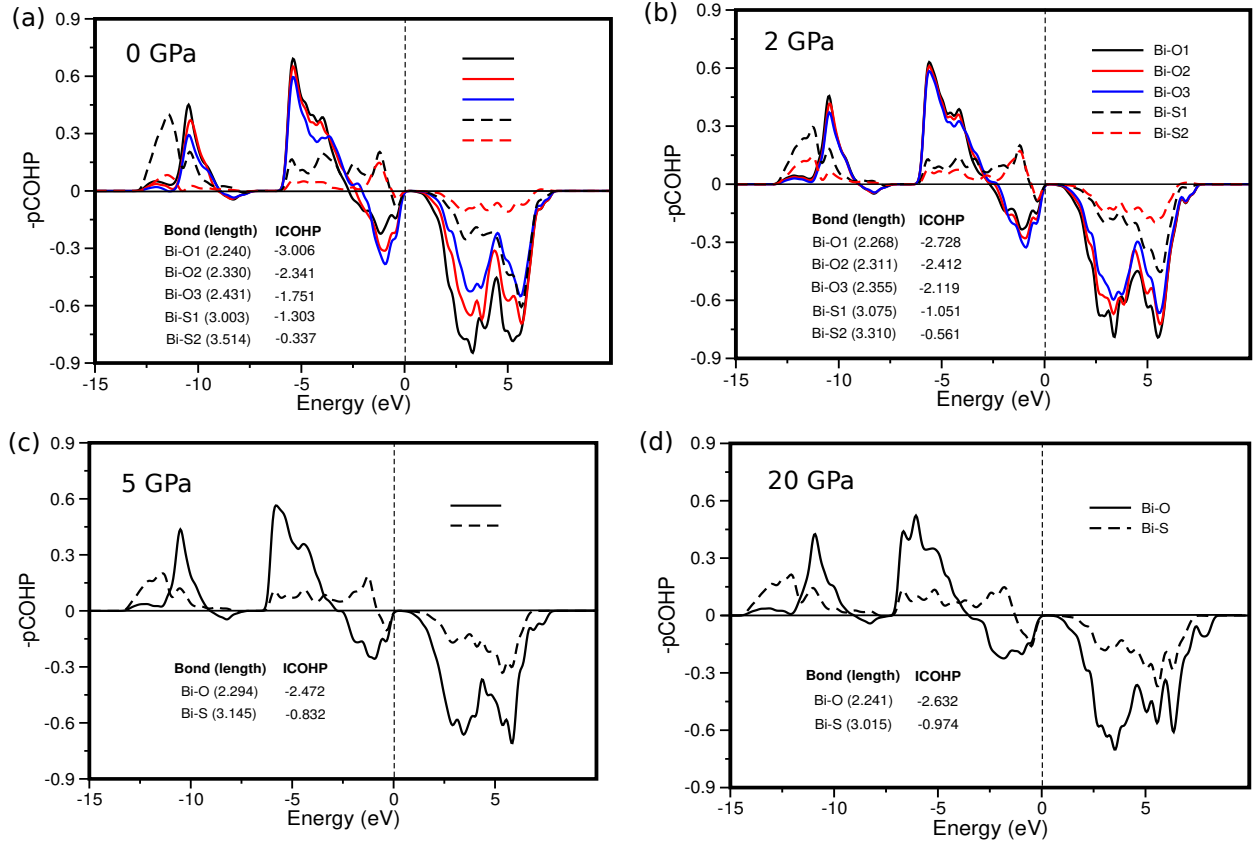 (a)
0 GPa
-pCOHP
0.9
0.6
0.3
0
-0.3
-0.6
-0.9
Bond (length) ICOHP
Bi-O1 (2.240) -3.006
Bi-O2 (2.330) -2.341
Bi-O3 (2.431) -1.751
Bi-S1 (3.003) -1.303
Bi-S2 (3.514) -0.337
-15 -10 -5 0 5
Energy (eV)
(b)
2 GPa
Bi-O1
Bi-O2
Bi-O3
Bi-S1
Bi-S2
-pCOHP
0.9
0.6
0.3
0
-0.3
-0.6
-0.9
Bond (length) ICOHP
Bi-O1 (2.268) -2.728
Bi-O2 (2.311) -2.412
Bi-O3 (2.355) -2.119
Bi-S1 (3.075) -1.051
Bi-S2 (3.310) -0.561
-15 -10 -5 0 5
Energy (eV)
(c)
5 GPa
-pCOHP
0.9
0.6
0.3
0
-0.3
-0.6
-0.9
Bond (length) ICOHP
Bi-O (2.294) -2.472
Bi-S (3.145) -0.832
-15 -10 -5 0 5
Energy (eV)
(d)
20 GPa
Bi-O
Bi-S
-pCOHP
0.9
0.6
0.3
0
-0.3
-0.6
-0.9
Bond (length) ICOHP
Bi-O (2.241) -2.632
Bi-S (3.015) -0.974
-15 -10 -5 0 5
Energy (eV)